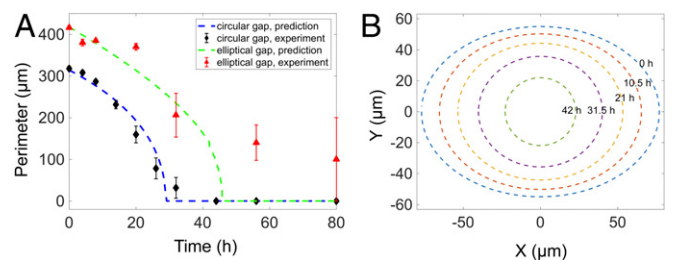 A
400
300
200
100
0
Perimeter (μm)
0 20 40 60 80
Time (h)
circular gap, prediction
circular gap, experiment
elliptical gap, prediction
elliptical gap, experiment
B
60
40
20
0
-20
-40
-60
Y (μm)
-50 0 50
X (μm)
0 h
10.5 h
21 h
42 h 31.5 h